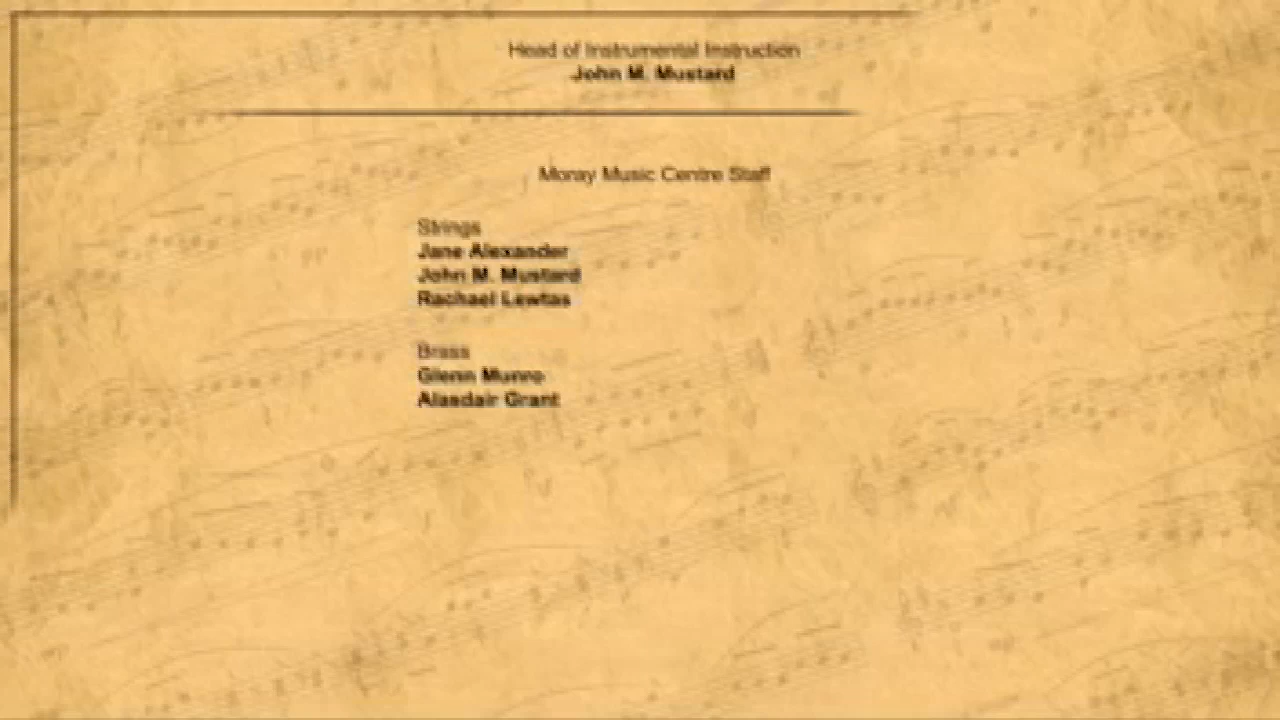 Head of Instrumental Instruction
John M. Mustard
Moray Music Centre Staff
Strings
Jane Alexander
John M. Mustard
Rachael Lewtas
Brass
Glenn Munro
Alasdair Grant